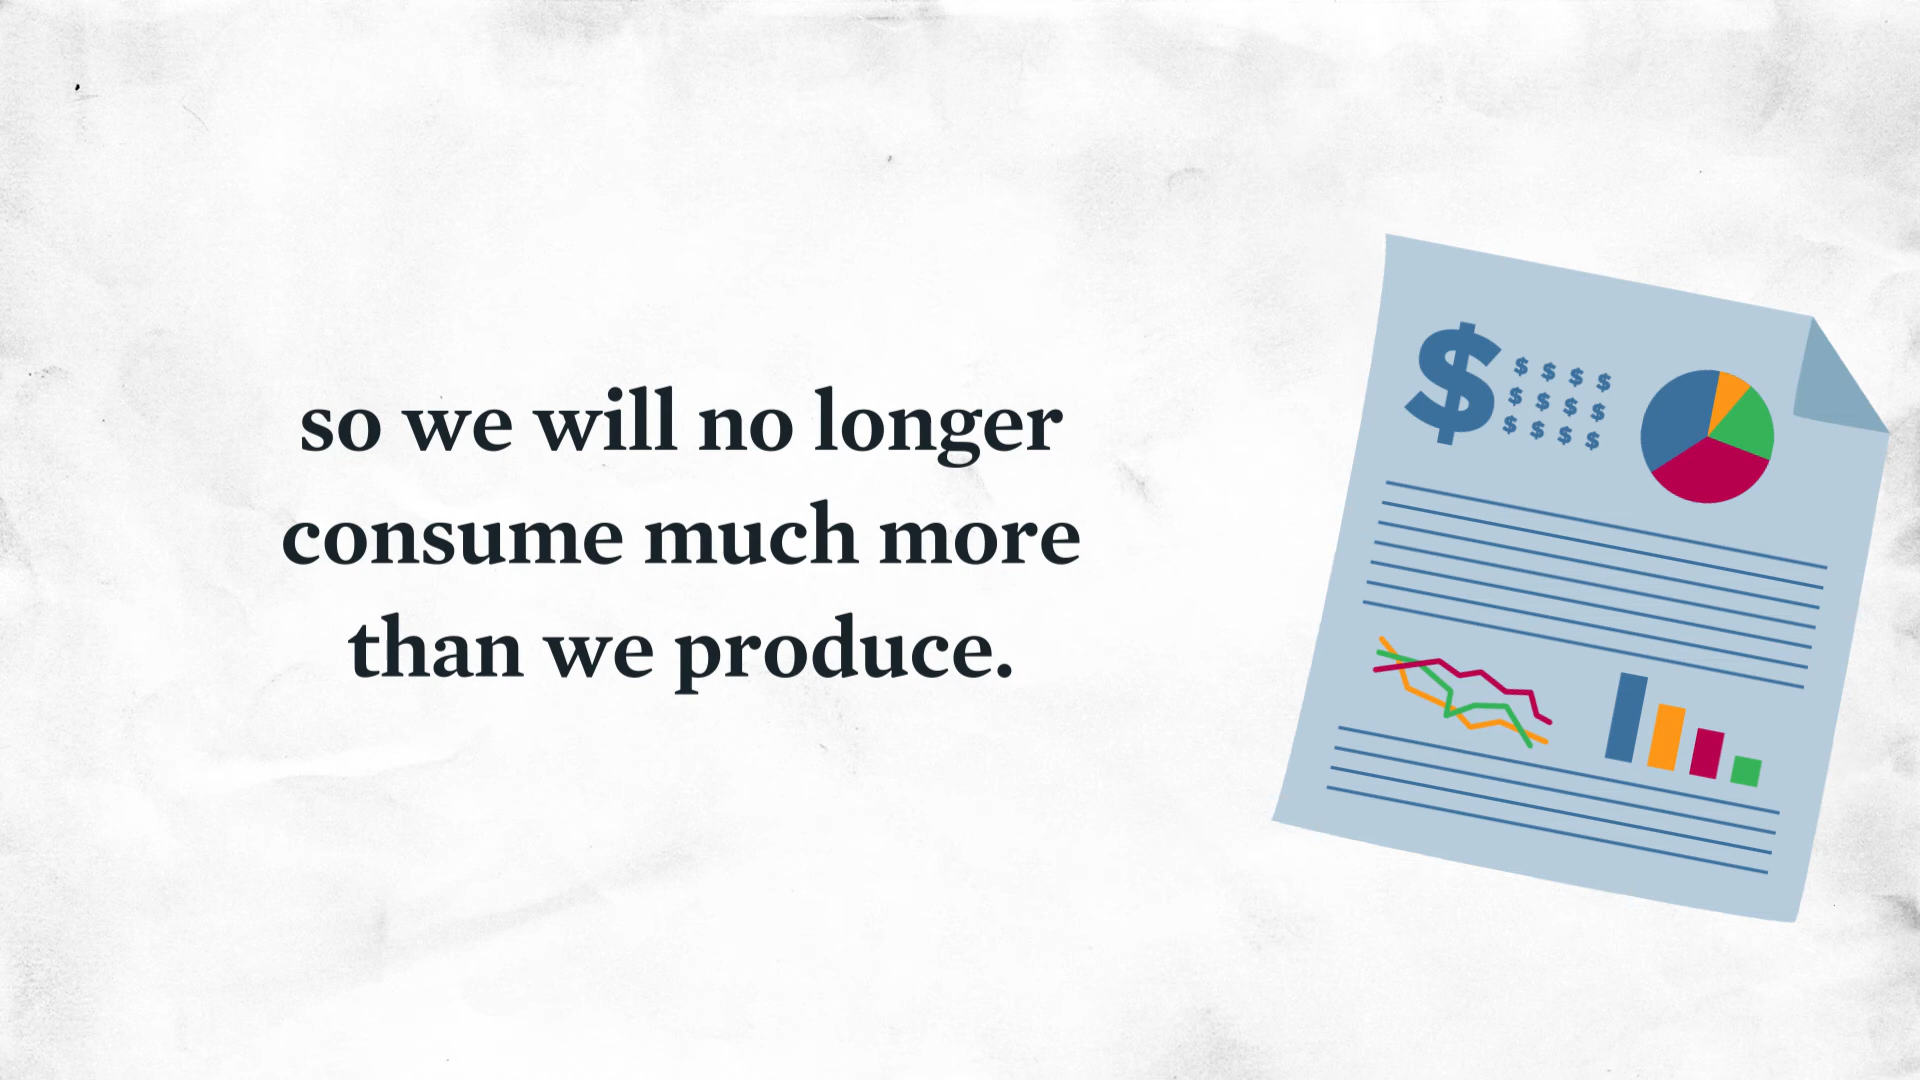 so we will no longer
consume much more
than we produce.
$
$ $ $ $
$ $ $ $
$ $ $ $